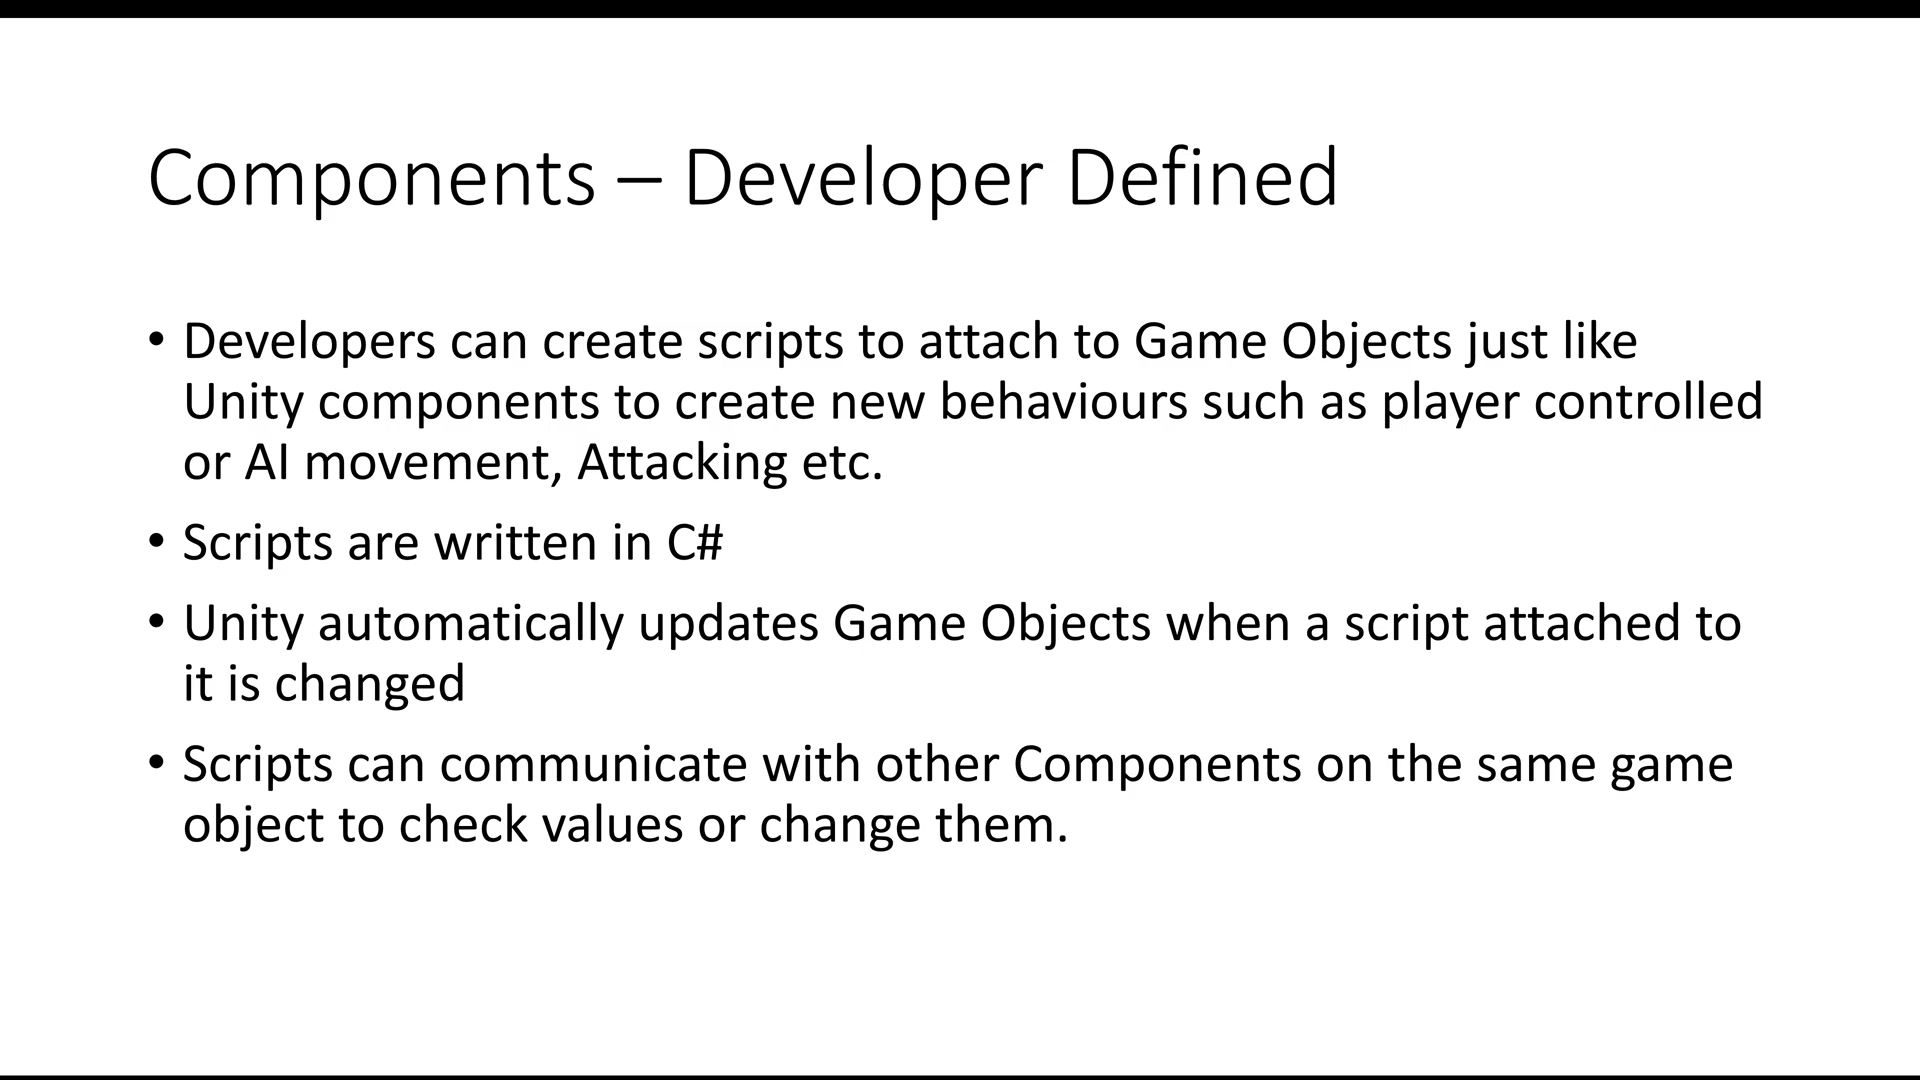 Components – Developer Defined
• Developers can create scripts to attach to Game Objects just like
Unity components to create new behaviours such as player controlled
or AI movement, Attacking etc.
• Scripts are written in C#
• Unity automatically updates Game Objects when a script attached to
it is changed
• Scripts can communicate with other Components on the same game
object to check values or change them.